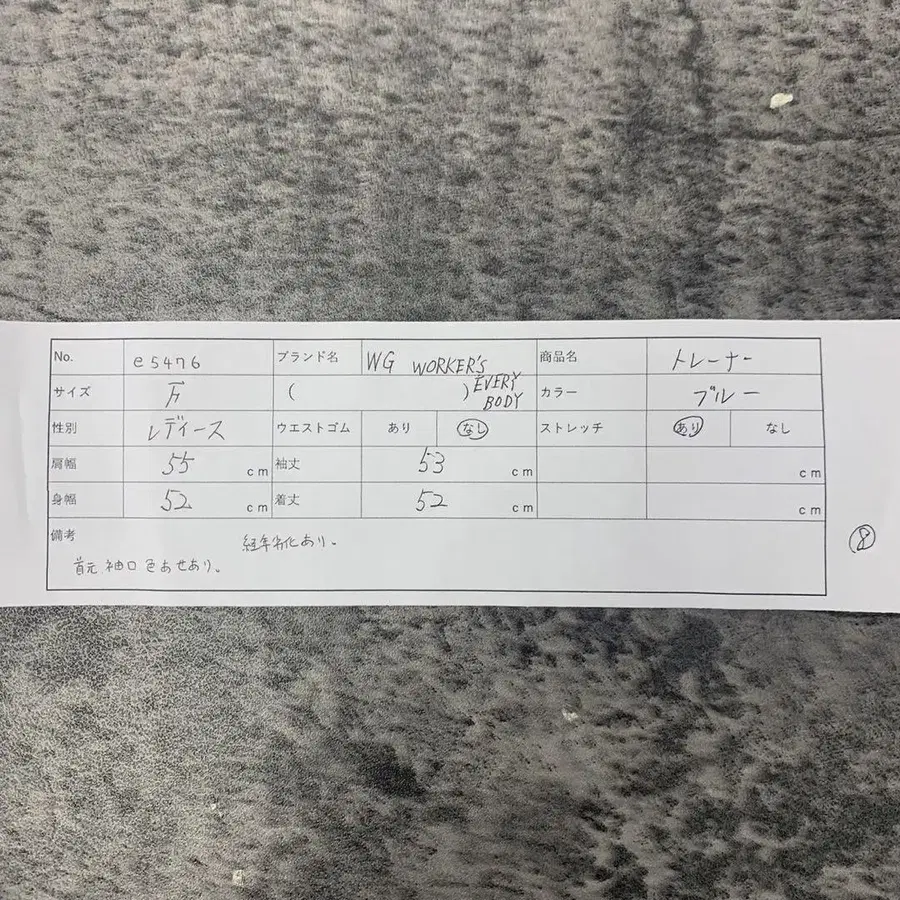 No. e5476 ブランド名 WG WORKER'S 商品名 トレーナー
サイズ F ( ) EVERY BODY カラー ブルー
性別 レディース ウエストゴム あり なし ストレッチ あり なし
肩幅 55 cm 袖丈 53 cm cm
身幅 52 cm 着丈 52 cm cm
備考 経年劣化あり。
首元、袖口 色あせあり。
8